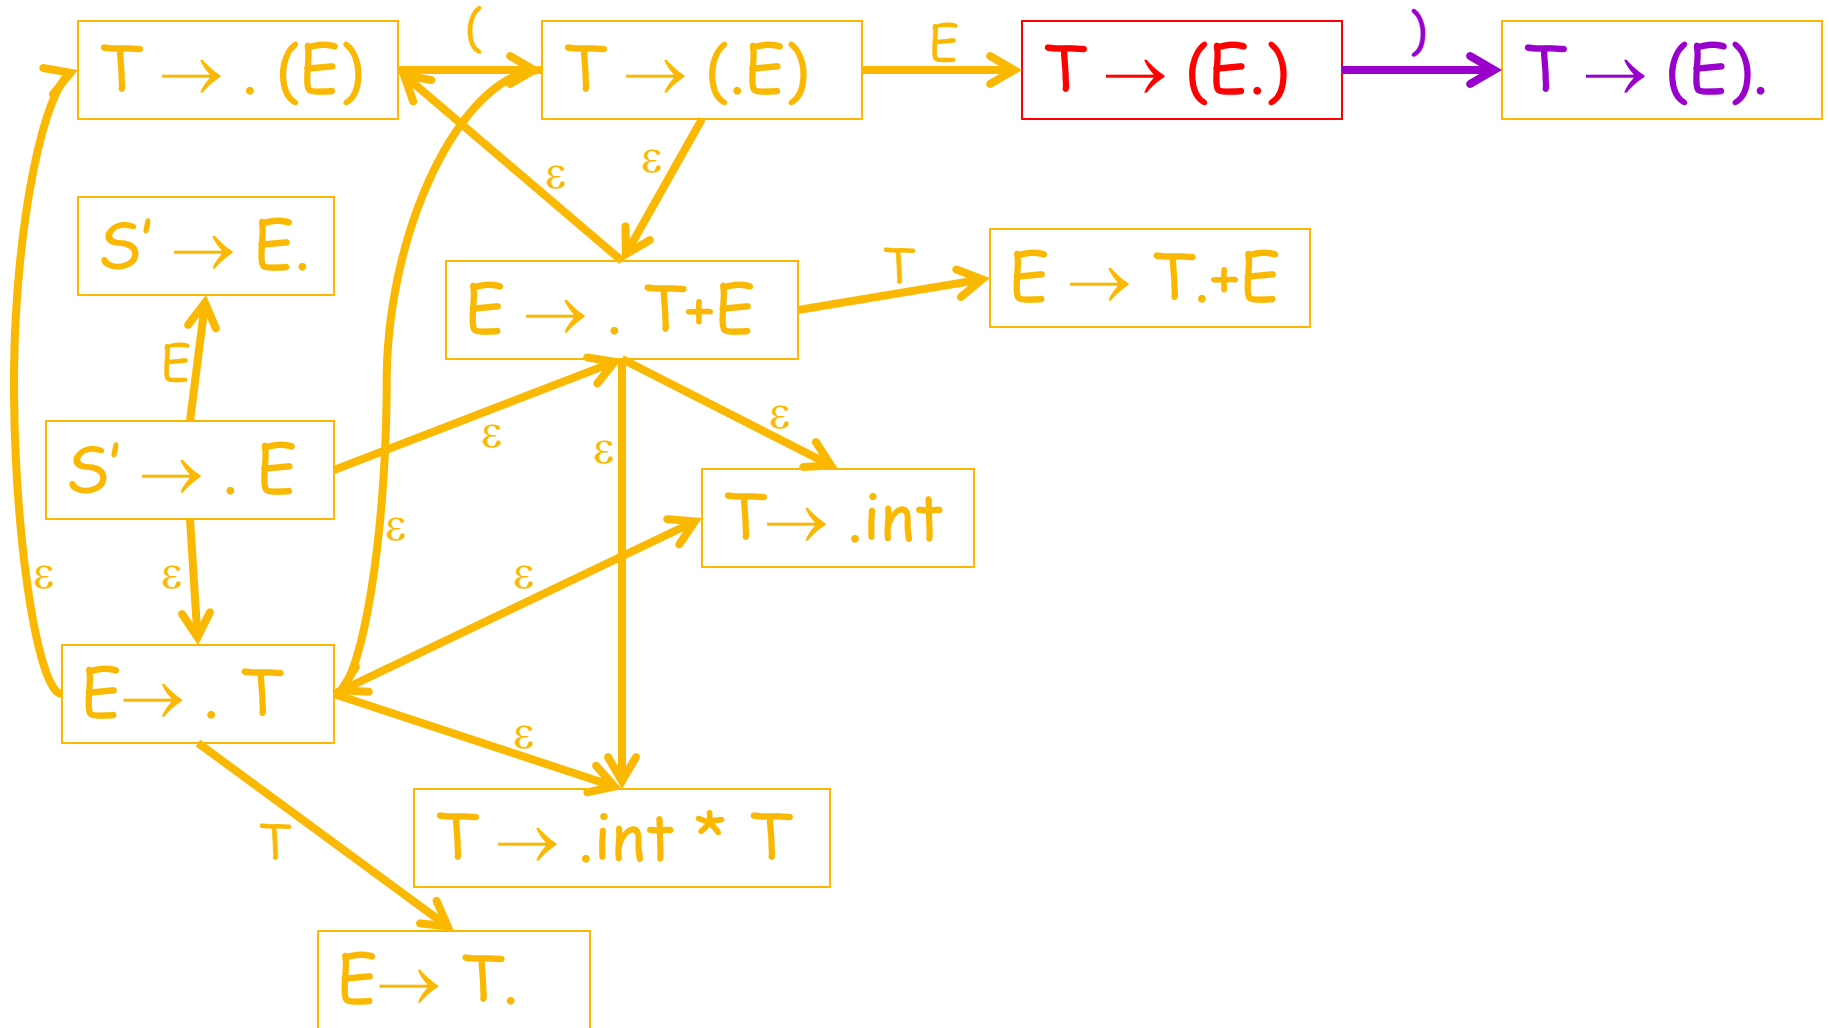 T → . (E)
(
T → (.E)
E
T → (E.)
)
T → (E).
ε
ε
S' → E.
T
E → T.+E
E → . T+E
E
ε
ε
ε
S' → . E
T→ .int
ε
ε
ε
ε
E→ . T
ε
T
T → .int * T
E→ T.